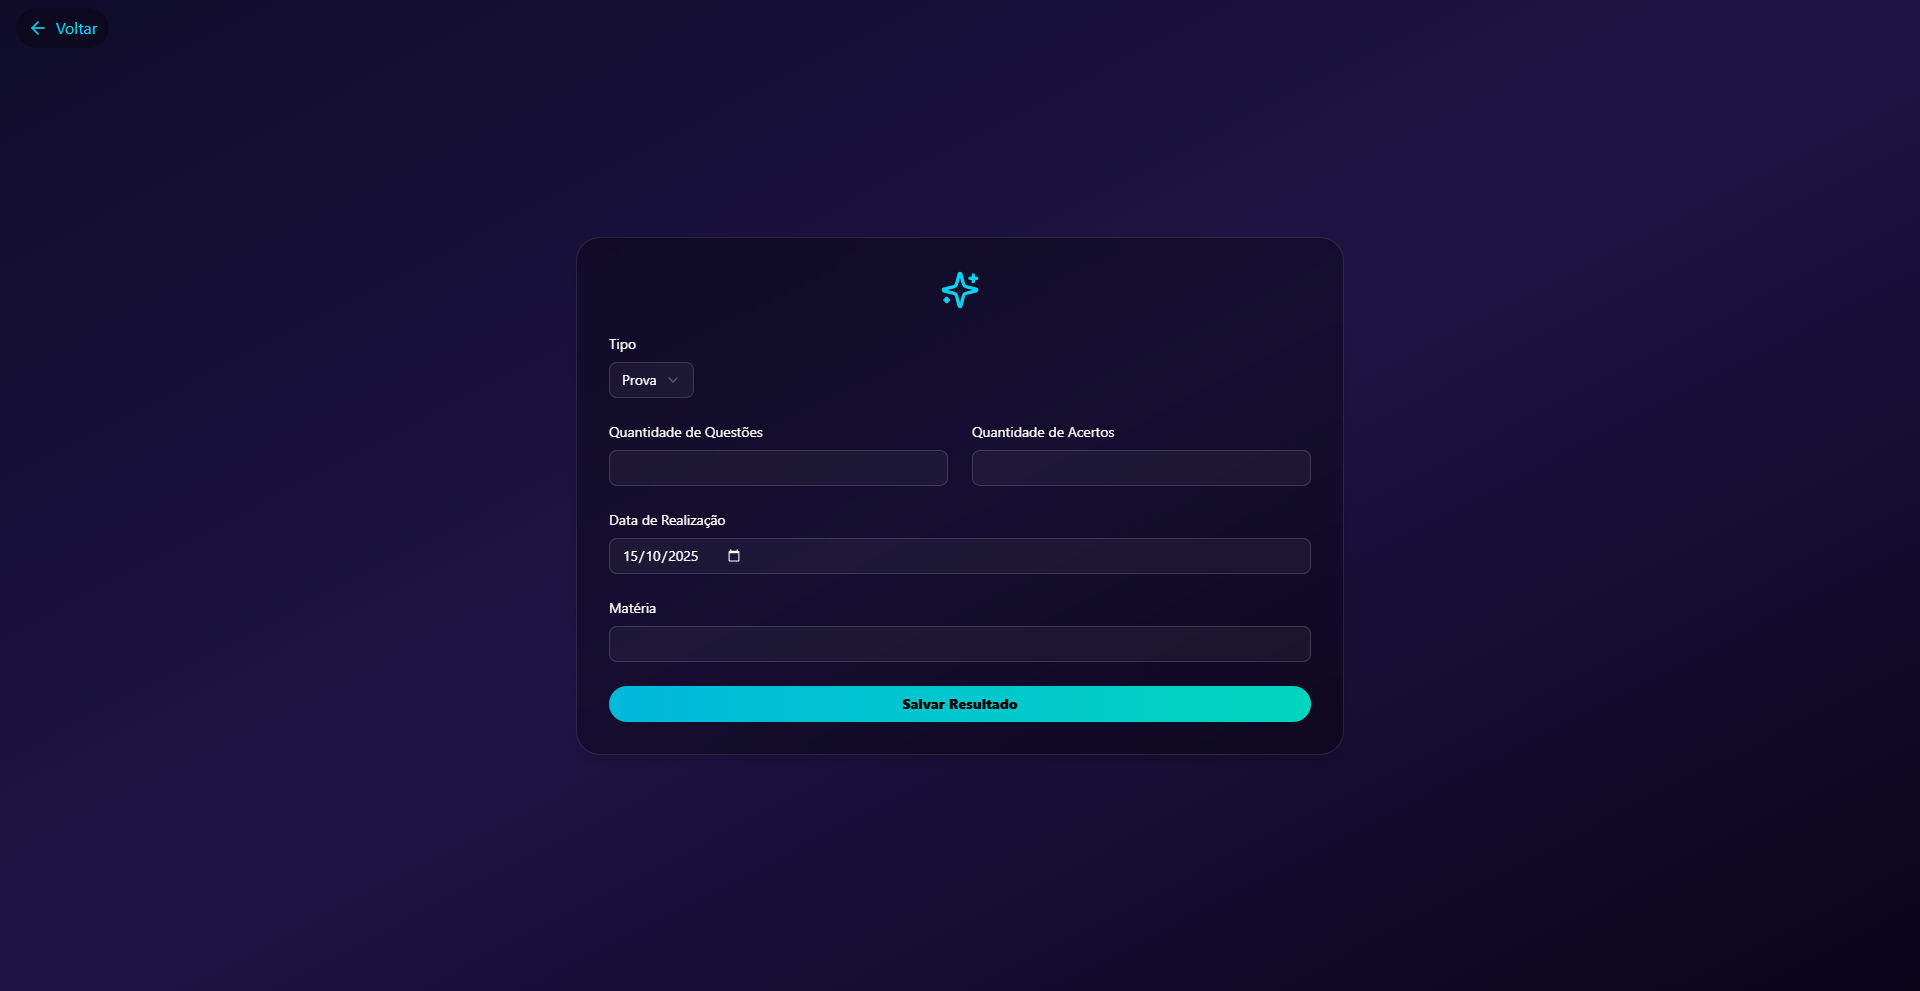 Voltar
Tipo
Prova
Quantidade de Questões
Quantidade de Acertos
Data de Realização
15/10/2025
Matéria
Salvar Resultado